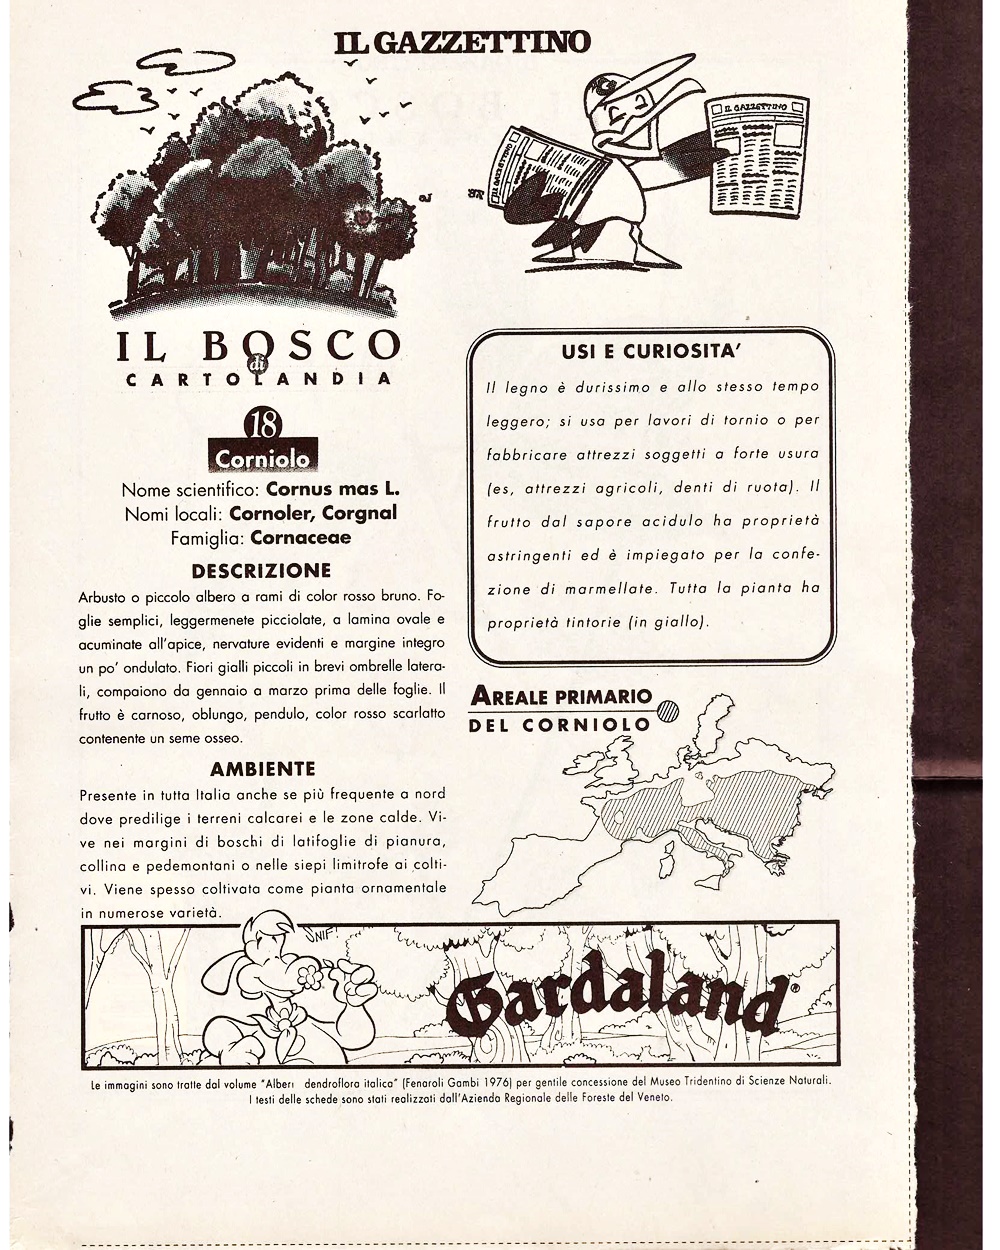 IL GAZZETTINO
IL GAZZETTINO
IL GAZZETTINO
IL BOSCO
di
CARTOLANDIA
18
Corniolo
Nome scientifico: Cornus mas L.
Nomi locali: Cornoler, Corgnal
Famiglia: Cornaceae
DESCRIZIONE
Arbusto o piccolo albero a rami di color rosso bruno. Fo-
glie semplici, leggermenete picciolate, a lamina ovale e
acuminate all'apice, nervature evidenti e margine integro
un po' ondulato. Fiori gialli piccoli in brevi ombrelle latera-
li, compaiono da gennaio a marzo prima delle foglie. Il
frutto è carnoso, oblungo, pendulo, color rosso scarlatto
contenente un seme osseo.
AMBIENTE
Presente in tutta Italia anche se più frequente a nord
dove predilige i terreni calcarei e le zone calde. Vi-
ve nei margini di boschi di latifoglie di pianura,
collina e pedemontani o nelle siepi limitrofe ai colti-
vi. Viene spesso coltivata come pianta ornamentale
in numerose varietà.
USI E CURIOSITA'
Il legno è durissimo e allo stesso tempo
leggero; si usa per lavori di tornio o per
fabbricare attrezzi soggetti a forte usura
(es, attrezzi agricoli, denti di ruota). Il
frutto dal sapore acidulo ha proprietà
astringenti ed è impiegato per la confe-
zione di marmellate. Tutta la pianta ha
proprietà tintorie (in giallo).
AREALE PRIMARIO
DEL CORNIOLO
SNIF!
Gardaland®
Le immagini sono tratte dal volume "Alberi dendroflora italica" (Fenaroli Gambi 1976) per gentile concessione del Museo Tridentino di Scienze Naturali.
I testi delle schede sono stati realizzati dall'Azienda Regionale delle Foreste del Veneto.